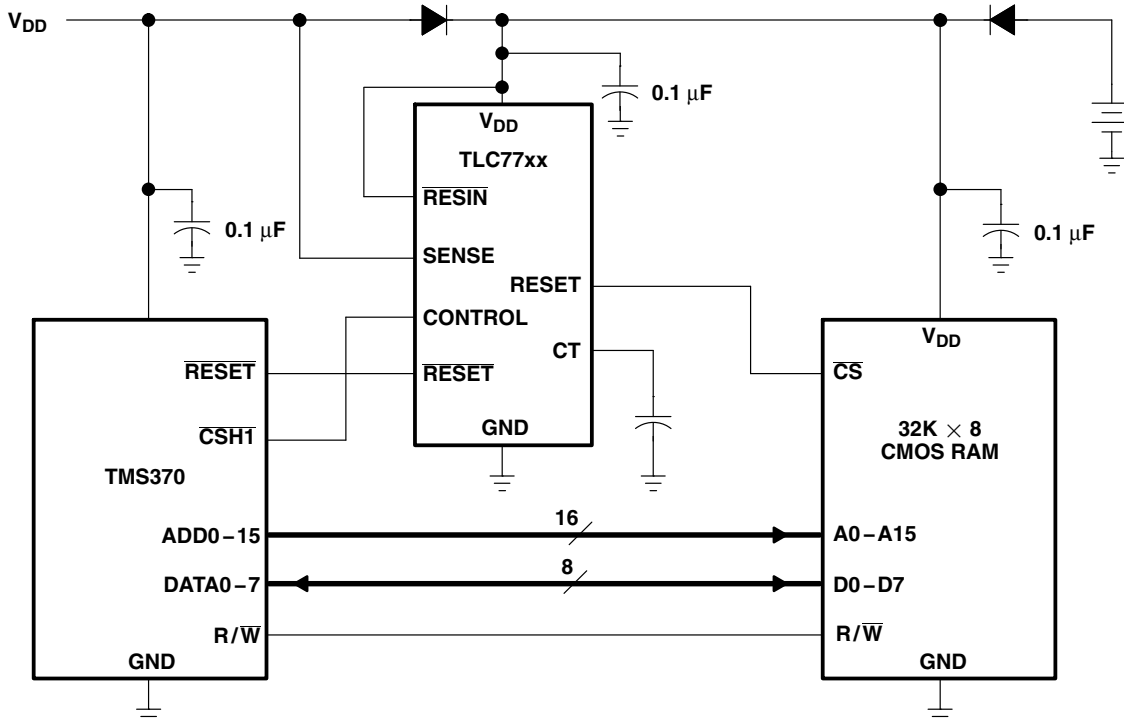 VDD
0.1 μF
VDD
TLC77xx
RESIN
0.1 μF
0.1 μF
SENSE
RESET
CONTROL
VDD
CT
RESET
RESET
CS
CSH1
GND
32K × 8
CMOS RAM
TMS370
16
ADD0–15
A0–A15
8
DATA0–7
D0–D7
R/W
R/W
GND
GND